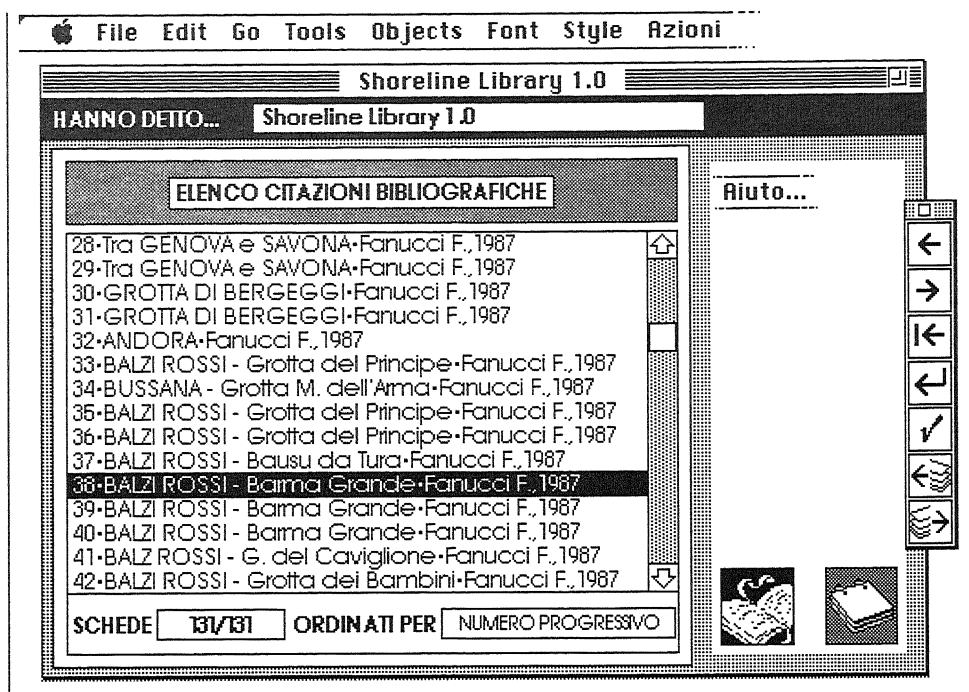 File Edit Go Tools Objects Font Style Azioni
Shoreline Library 1.0
HANNO DETTO... Shoreline Library 1.0
ELENCO CITAZIONI BIBLIOGRAFICHE
Aiuto...
28•Tra GENOVA e SAVONA•Fanucci F.,1987
29•Tra GENOVA e SAVONA•Fanucci F.,1987
30•GROTTA DI BERGEGGI•Fanucci F.,1987
31•GROTTA DI BERGEGGI•Fanucci F.,1987
32•ANDORA•Fanucci F.,1987
33•BALZI ROSSI - Grotta del Principe•Fanucci F.,1987
34•BUSSANA - Grotta M. dell'Arma•Fanucci F.,1987
35•BALZI ROSSI - Grotta del Principe•Fanucci F.,1987
36•BALZI ROSSI - Grotta del Principe•Fanucci F.,1987
37•BALZI ROSSI - Bausu da Tura•Fanucci F.,1987
38•BALZI ROSSI - Barma Grande•Fanucci F.,1987
39•BALZI ROSSI - Barma Grande•Fanucci F.,1987
40•BALZI ROSSI - Barma Grande•Fanucci F.,1987
41•BALZ ROSSI - G. del Caviglione•Fanucci F.,1987
42•BALZI ROSSI - Grotta dei Bambini•Fanucci F.,1987
SCHEDE 131/131 ORDINATI PER NUMERO PROGRESSIVO